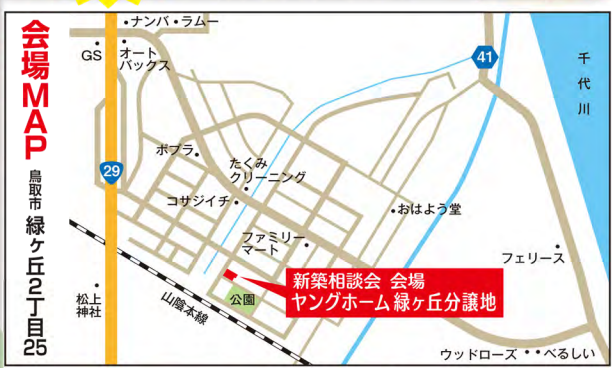 会場MAP
鳥取市 緑ヶ丘2丁目25
・ナンバ・ラムー
GS
オート
バックス
41
千代川
29
ポプラ
たくみ
クリーニング
コサジイチ
・おはよう堂
ファミリー
マート
フェリース
新築相談会 会場
ヤングホーム 緑ヶ丘分譲地
公園
松上
神社
山陰本線
ウッドローズ・・べるしい